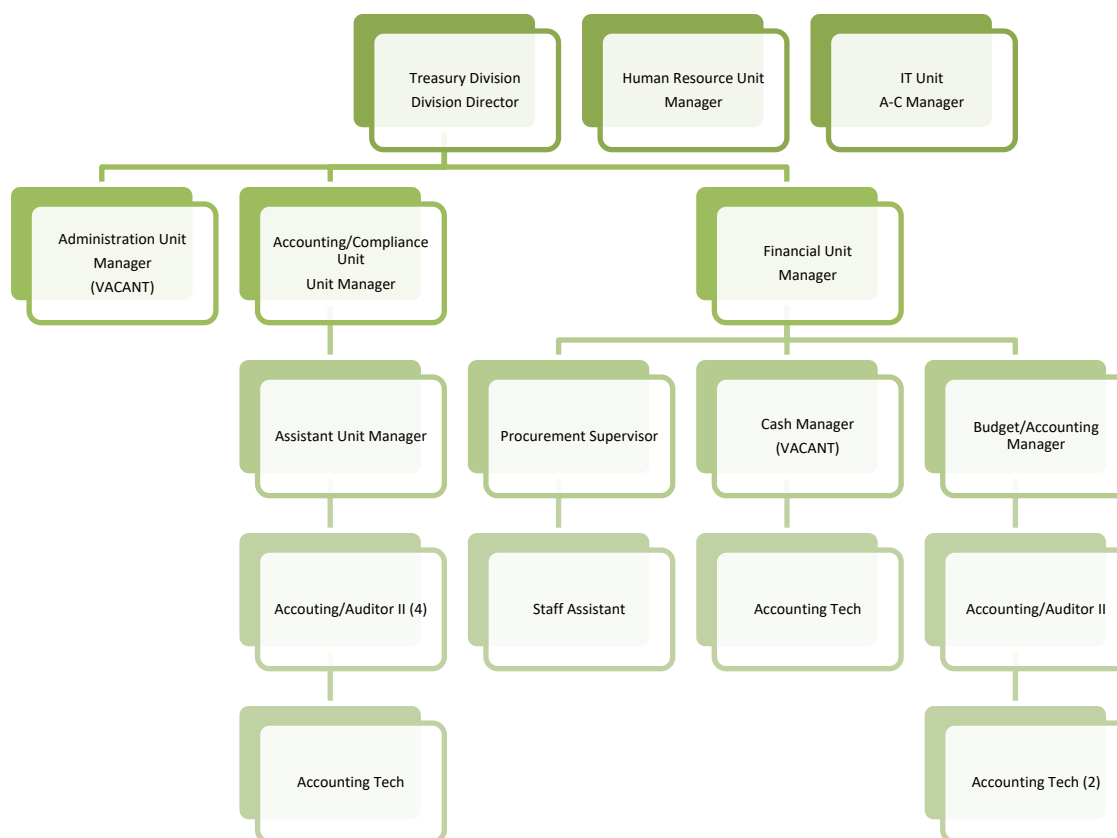 Treasury Division
Division Director
Human Resource Unit
Manager
IT Unit
A-C Manager
Administration Unit
Manager
(VACANT)
Accounting/Compliance
Unit
Unit Manager
Financial Unit
Manager
Assistant Unit Manager
Procurement Supervisor
Cash Manager
(VACANT)
Budget/Accounting
Manager
Accouting/Auditor II (4)
Staff Assistant
Accounting Tech
Accounting/Auditor II
Accounting Tech
Accounting Tech (2)